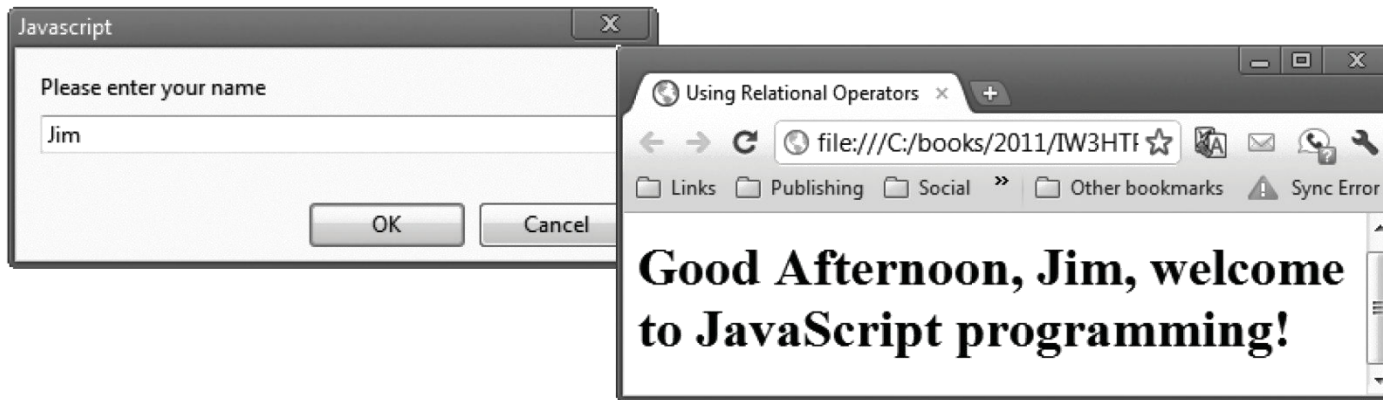 Javascript
Please enter your name
Jim
OK
Cancel
Using Relational Operators
file:///C:/books/2011/IW3HTP
Links
Publishing
Social
»
Other bookmarks
Sync Error
Good Afternoon, Jim, welcome
to JavaScript programming!